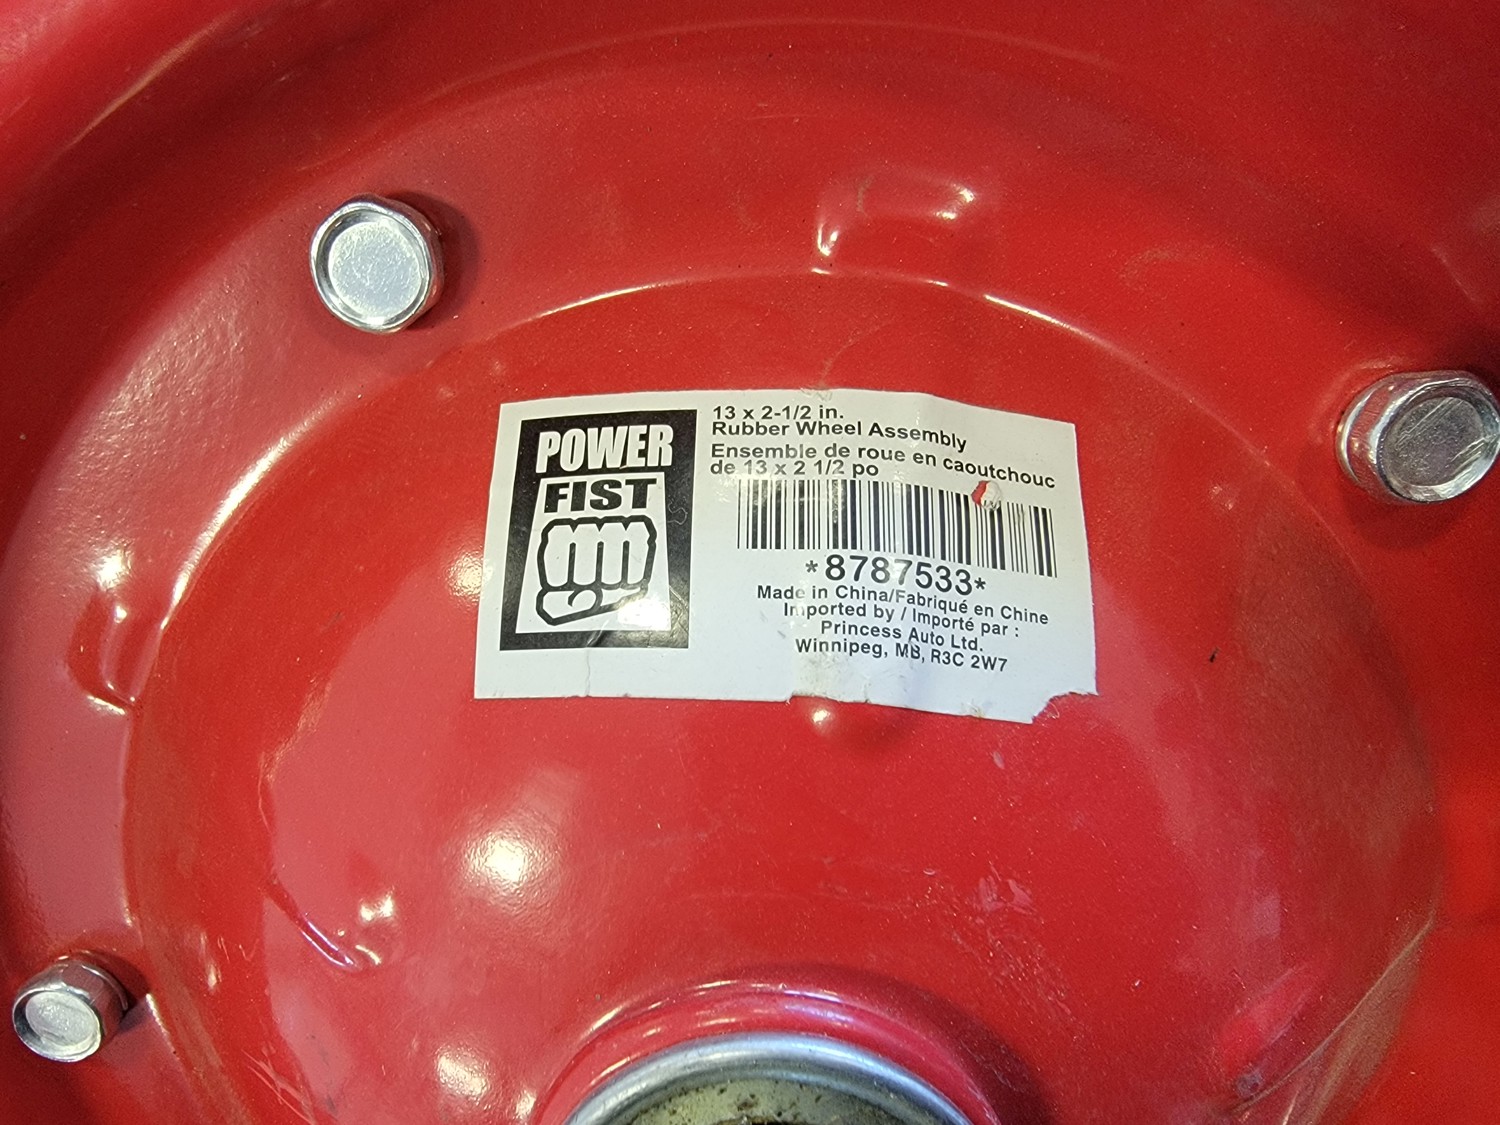 POWER
FIST
13 x 2-1/2 in.
Rubber Wheel Assembly
Ensemble de roue en caoutchouc
de 13 x 2 1/2 po
*8787533*
Made in China/Fabriqué en Chine
Imported by / Importé par :
Princess Auto Ltd.
Winnipeg, MB, R3C 2W7